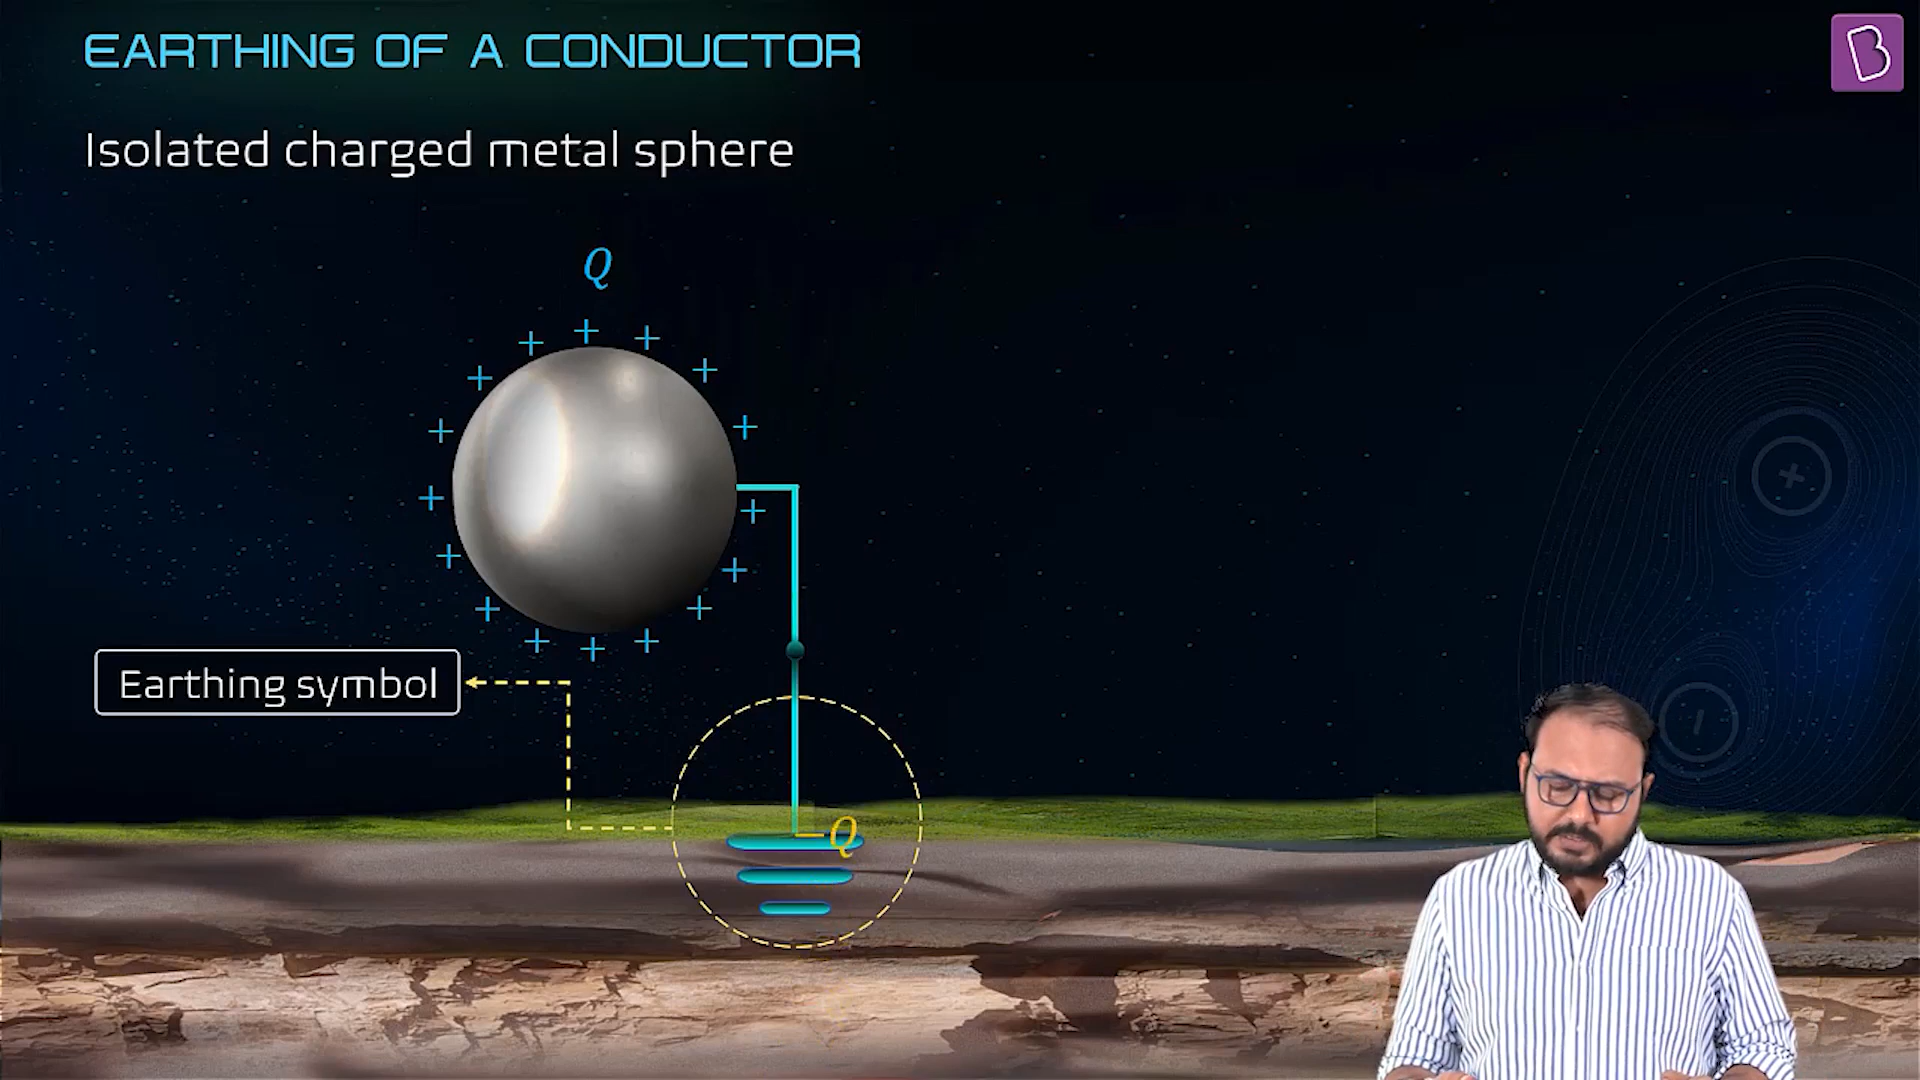 EARTHING OF A CONDUCTOR
B
Isolated charged metal sphere
Q
Earthing symbol
−Q